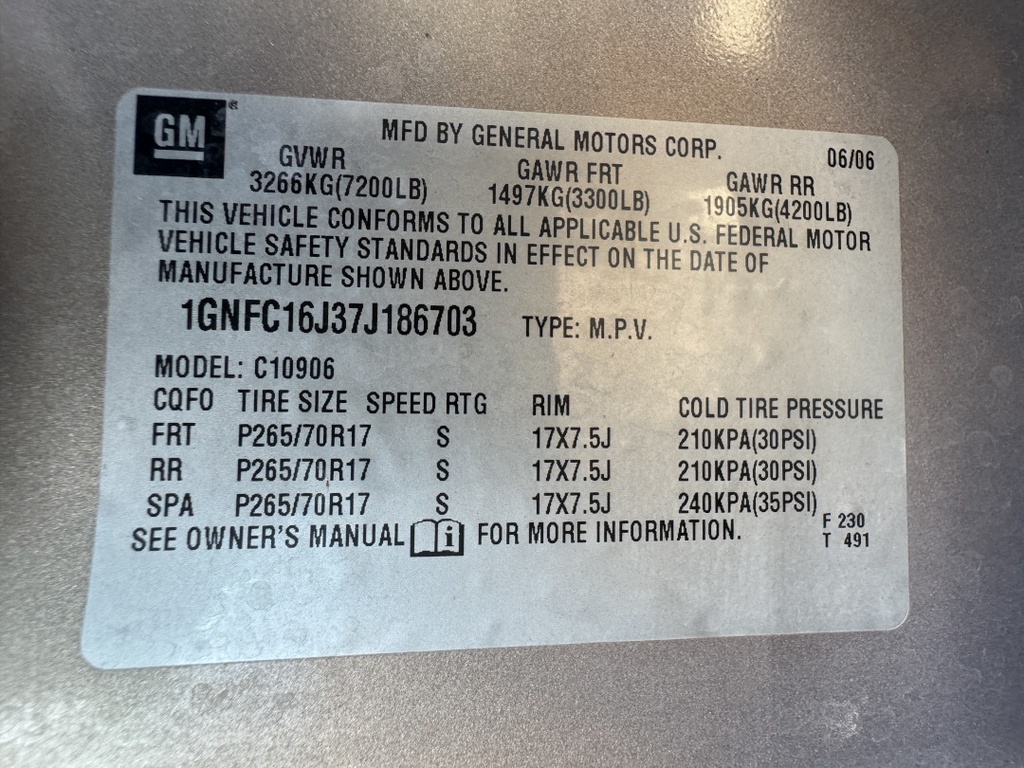 GM®
MFD BY GENERAL MOTORS CORP. 06/06
GVWR GAWR FRT GAWR RR
3266KG(7200LB) 1497KG(3300LB) 1905KG(4200LB)
THIS VEHICLE CONFORMS TO ALL APPLICABLE U.S. FEDERAL MOTOR
VEHICLE SAFETY STANDARDS IN EFFECT ON THE DATE OF
MANUFACTURE SHOWN ABOVE.
1GNFC16J37J186703 TYPE: M.P.V.
MODEL: C10906
CQFO TIRE SIZE SPEED RTG RIM COLD TIRE PRESSURE
FRT P265/70R17 S 17X7.5J 210KPA(30PSI)
RR P265/70R17 S 17X7.5J 210KPA(30PSI)
SPA P265/70R17 S 17X7.5J 240KPA(35PSI)
SEE OWNER'S MANUAL i FOR MORE INFORMATION.
F 230
T 491